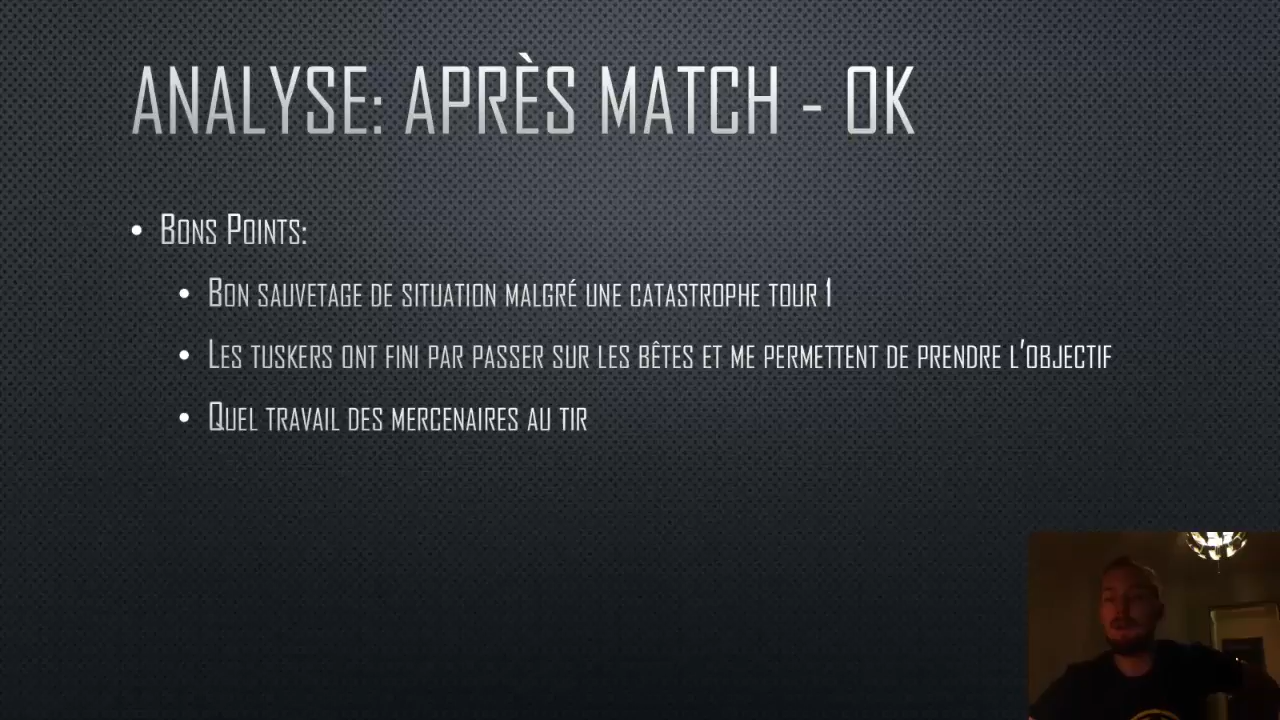 ANALYSE: APRÈS MATCH - OK
• BONS POINTS:
• BON SAUVETAGE DE SITUATION MALGRÉ UNE CATASTROPHE TOUR 1
• LES TUSKERS ONT FINI PAR PASSER SUR LES BÊTES ET ME PERMETTENT DE PRENDRE L'OBJECTIF
• QUEL TRAVAIL DES MERCENAIRES AU TIR